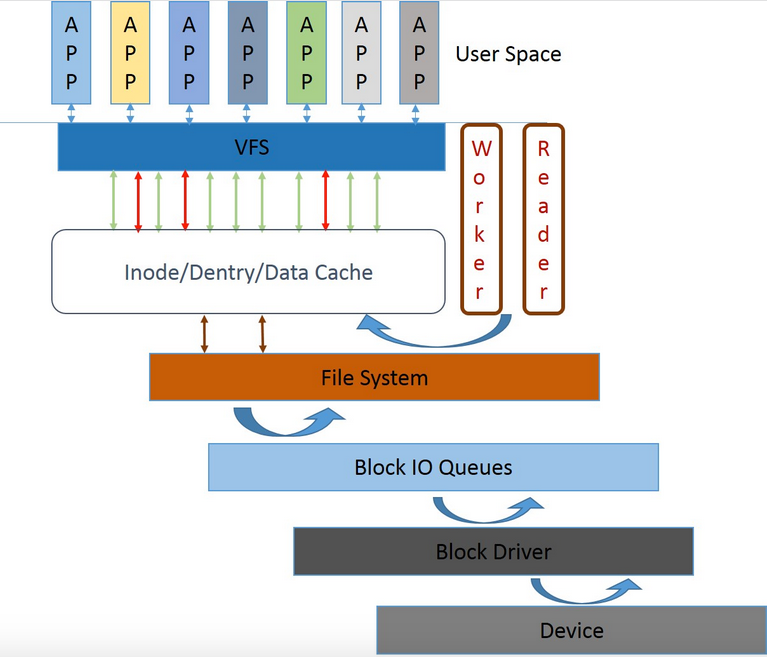 APP APP APP APP APP APP APP
User Space
VFS
Worker
Reader
Inode/Dentry/Data Cache
File System
Block IO Queues
Block Driver
Device